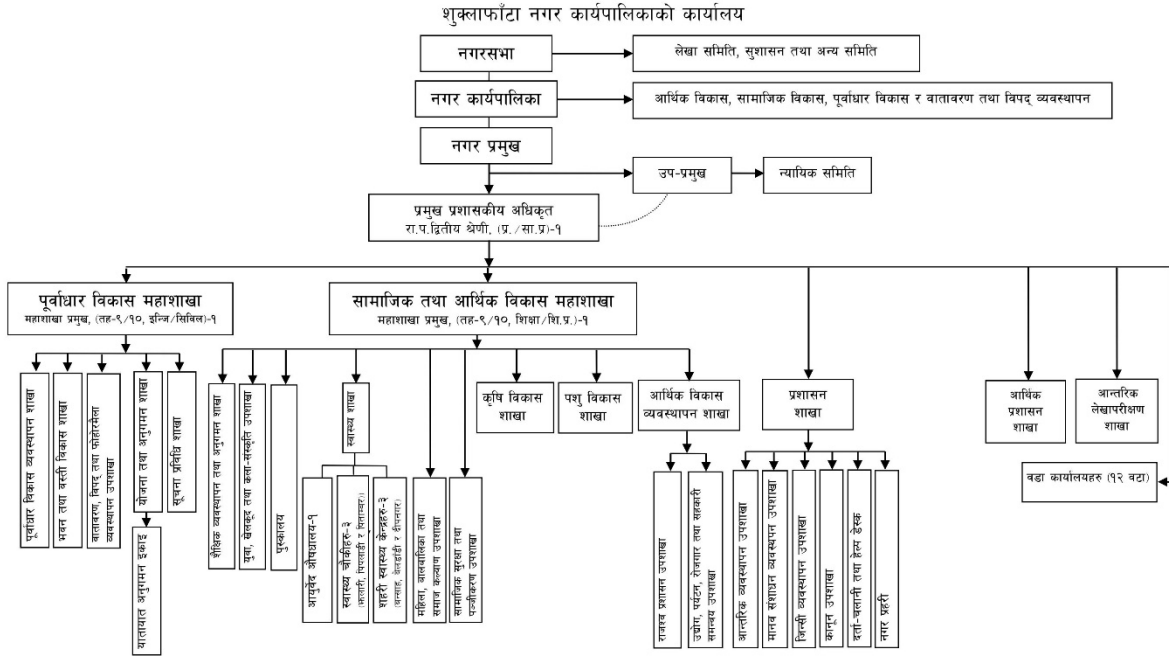 शुक्लाफाँटा नगर कार्यपालिकाको कार्यालय
नगरसभा
लेखा समिति, सुशासन तथा अन्य समिति
नगर कार्यपालिका
आर्थिक विकास, सामाजिक विकास, पूर्वाधार विकास र वातावरण तथा विपद् व्यवस्थापन
नगर प्रमुख
उप-प्रमुख
न्यायिक समिति
प्रमुख प्रशासकीय अधिकृत
रा.प.द्वितीय श्रेणी, (प्र./सा.प्र)-१
पूर्वाधार विकास महाशाखा
महाशाखा प्रमुख, (तह-९/१०, इन्जि/सिविल)-१
सामाजिक तथा आर्थिक विकास महाशाखा
महाशाखा प्रमुख, (तह-९/१०, शिक्षा/शि.प्र.)-१
पूर्वाधार विकास व्यवस्थापन शाखा
भवन तथा वस्ती विकास शाखा
वातावरण, विपद् तथा फोहोरमैला
व्यवस्थापन उपशाखा
योजना तथा अनुगमन शाखा
सूचना प्रविधि शाखा
यातायात अनुगमन इकाइ
शैक्षिक व्यवस्थापन तथा अनुगमन शाखा
युवा, खेलकूद तथा कला-संस्कृति उपशाखा
पुस्कालय
स्वास्थ्य शाखा
आयुर्वेद औषधालय-१
स्वास्थ्य चौकीहरु-३
(झलारी, पिपलाडी र
शहरी स्वास्थ्य केन्द्रहरु-३
र दीपनगर)
महिला, बालबालिका तथा
समाज कल्याण उपशाखा
सामाजिक सुरक्षा तथा
पञ्जीकरण उपशाखा
कृषि विकास
शाखा
पशु विकास
शाखा
आर्थिक विकास
व्यवस्थापन शाखा
राजश्व प्रशासन उपशाखा
उद्योग, पर्यटन, रोजगार तथा सहकारी
समन्वय उपशाखा
प्रशासन
शाखा
आन्तरिक व्यवस्थापन उपशाखा
मानव संशाधन व्यवस्थपन उपशाखा
जिन्सी व्यवस्थापन उपशाखा
कानून उपशाखा
दर्ता-चलानी तथा हेल्प डेस्क
नगर प्रहरी
आर्थिक
प्रशासन
शाखा
आन्तरिक
लेखापरीक्षण
शाखा
वडा कार्यालयहरु (१२ वटा)